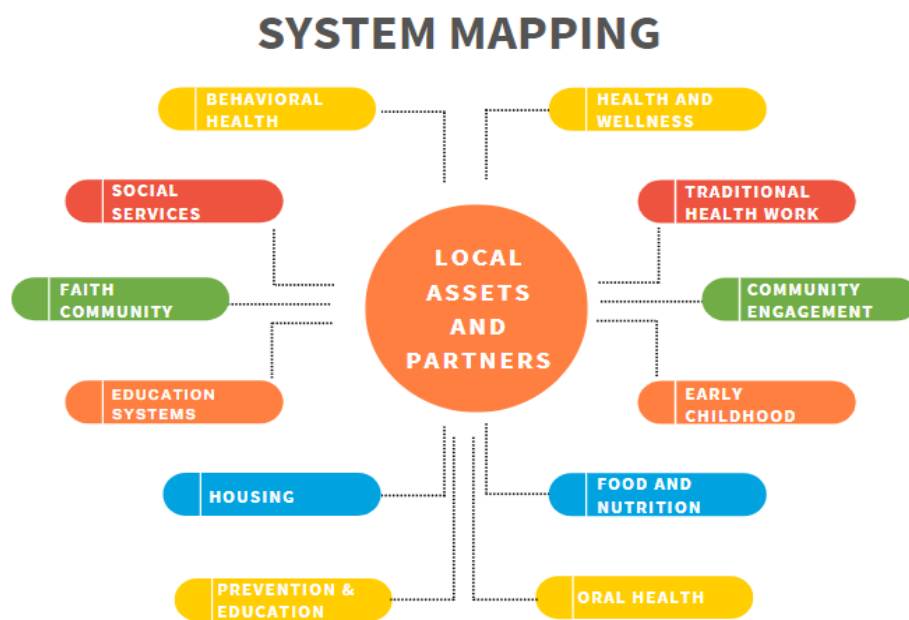 SYSTEM MAPPING
BEHAVIORAL
HEALTH
HEALTH AND
WELLNESS
SOCIAL
SERVICES
TRADITIONAL
HEALTH WORK
LOCAL
ASSETS
AND
PARTNERS
FAITH
COMMUNITY
COMMUNITY
ENGAGEMENT
EDUCATION
SYSTEMS
EARLY
CHILDHOOD
HOUSING
FOOD AND
NUTRITION
PREVENTION &
EDUCATION
ORAL HEALTH